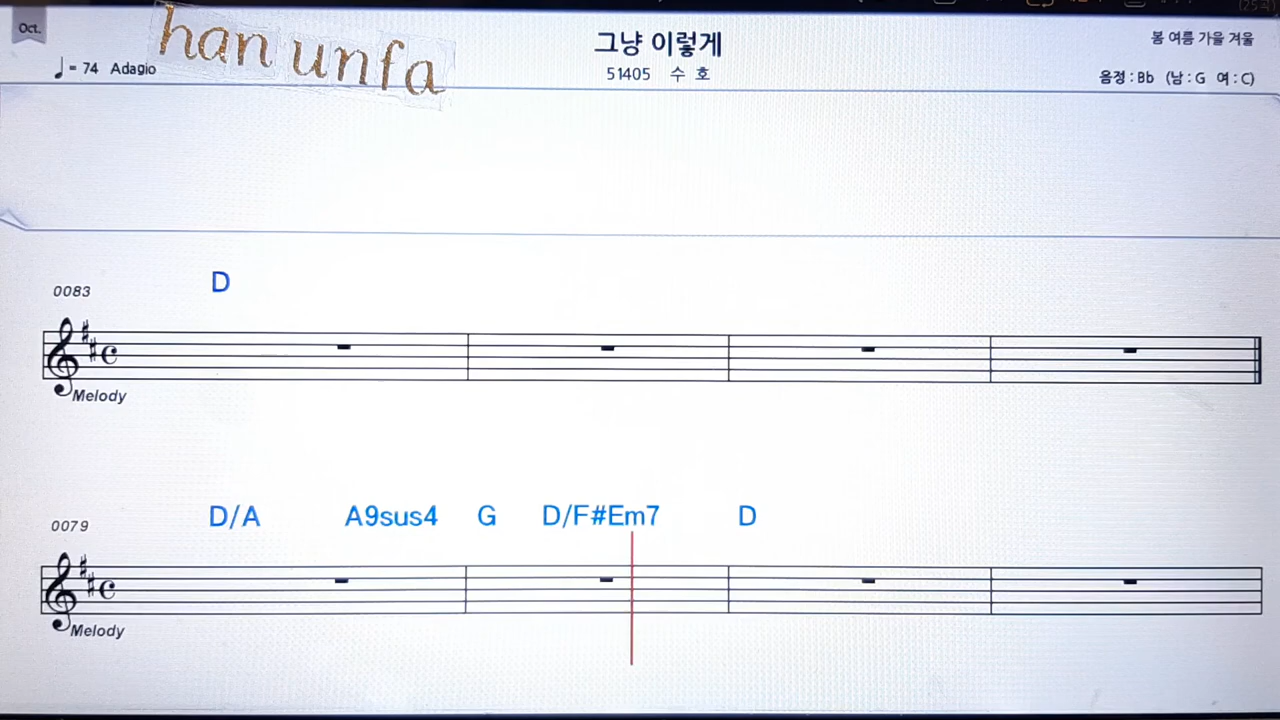 Oct.
han unfa
그냥 이렇게
봄 여름 가을 겨울
= 74 Adagio
51405 수 호
음정 : Bb (남 : G 여 : C)
0083
D
Melody
0079
D/A A9sus4 G D/F#Em7 D
Melody